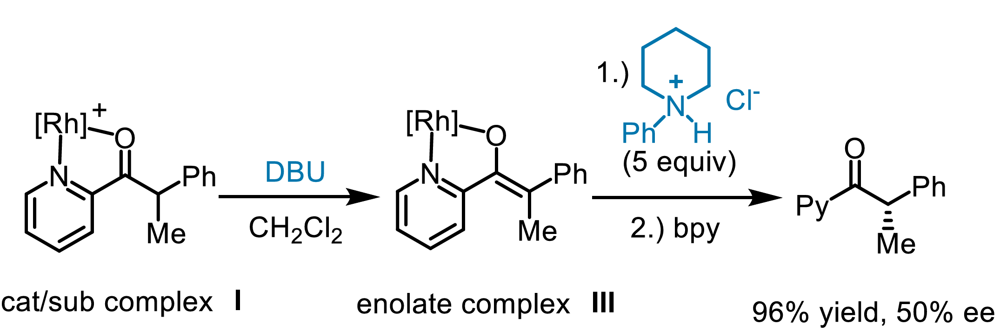 [Rh]+
O
N
Ph
Me
cat/sub complex I
DBU
CH2Cl2
[Rh]
O
N
Ph
Me
enolate complex III
1.)
+
N
Cl-
Ph
H
(5 equiv)
2.) bpy
O
Py
Ph
Me
96% yield, 50% ee